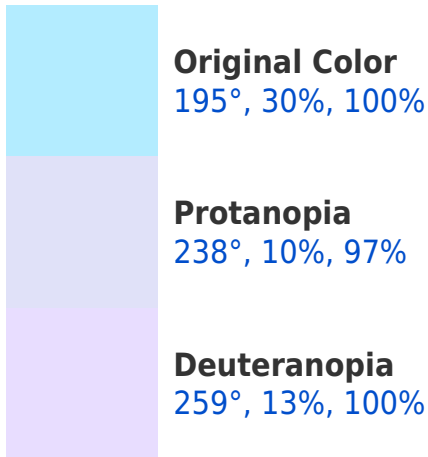 Original Color
195°, 30%, 100%
Protanopia
238°, 10%, 97%
Deuteranopia
259°, 13%, 100%